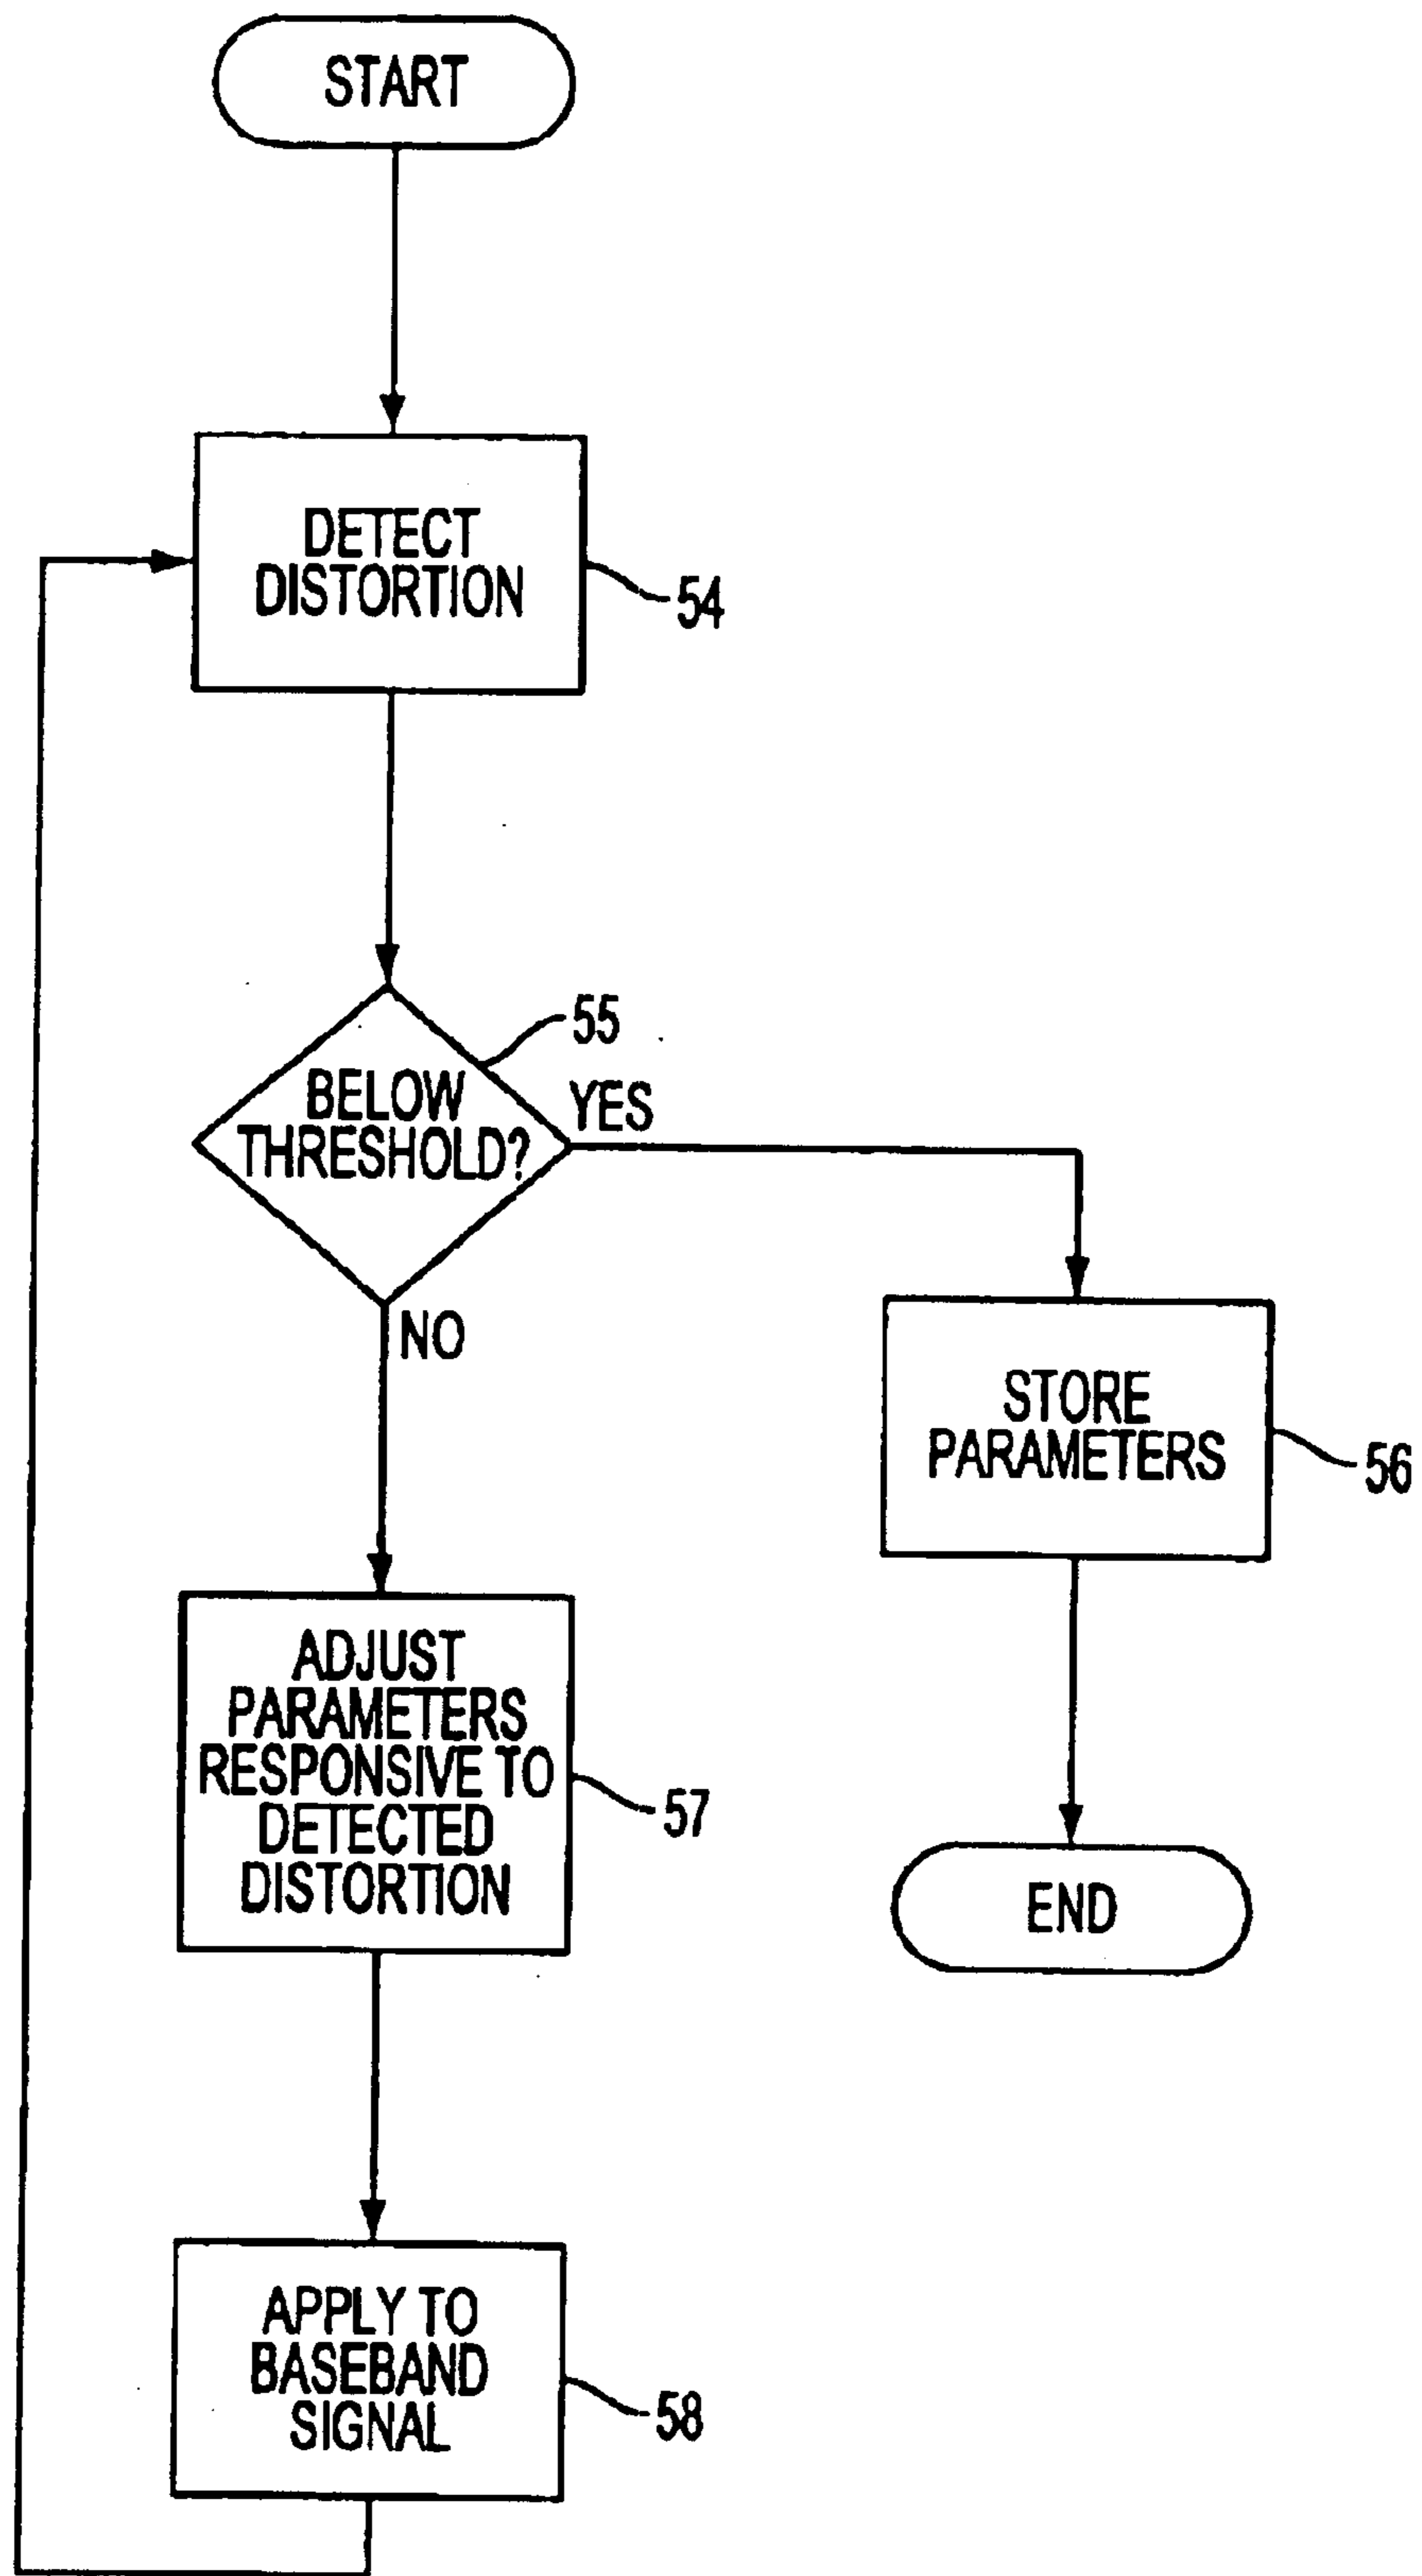 START
DETECT
DISTORTION
54
55
BELOW
THRESHOLD?
YES
NO
STORE
PARAMETERS
56
ADJUST
PARAMETERS
RESPONSIVE TO
DETECTED
DISTORTION
57
END
APPLY TO
BASEBAND
SIGNAL
58